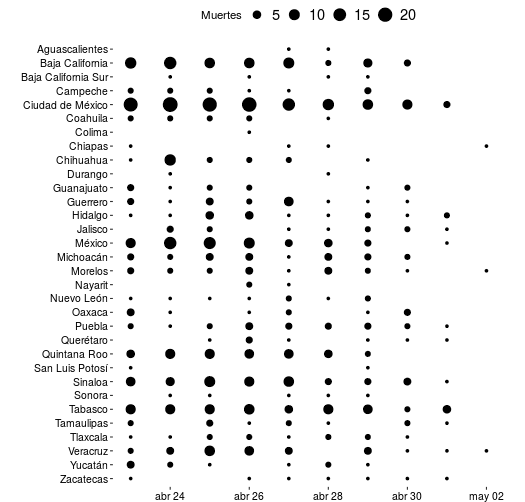 Muertes 5 10 15 20
Aguascalientes
Baja California
Baja California Sur
Campeche
Ciudad de México
Coahuila
Colima
Chiapas
Chihuahua
Durango
Guanajuato
Guerrero
Hidalgo
Jalisco
México
Michoacán
Morelos
Nayarit
Nuevo León
Oaxaca
Puebla
Querétaro
Quintana Roo
San Luis Potosí
Sinaloa
Sonora
Tabasco
Tamaulipas
Tlaxcala
Veracruz
Yucatán
Zacatecas
abr 24 abr 26 abr 28 abr 30 may 02